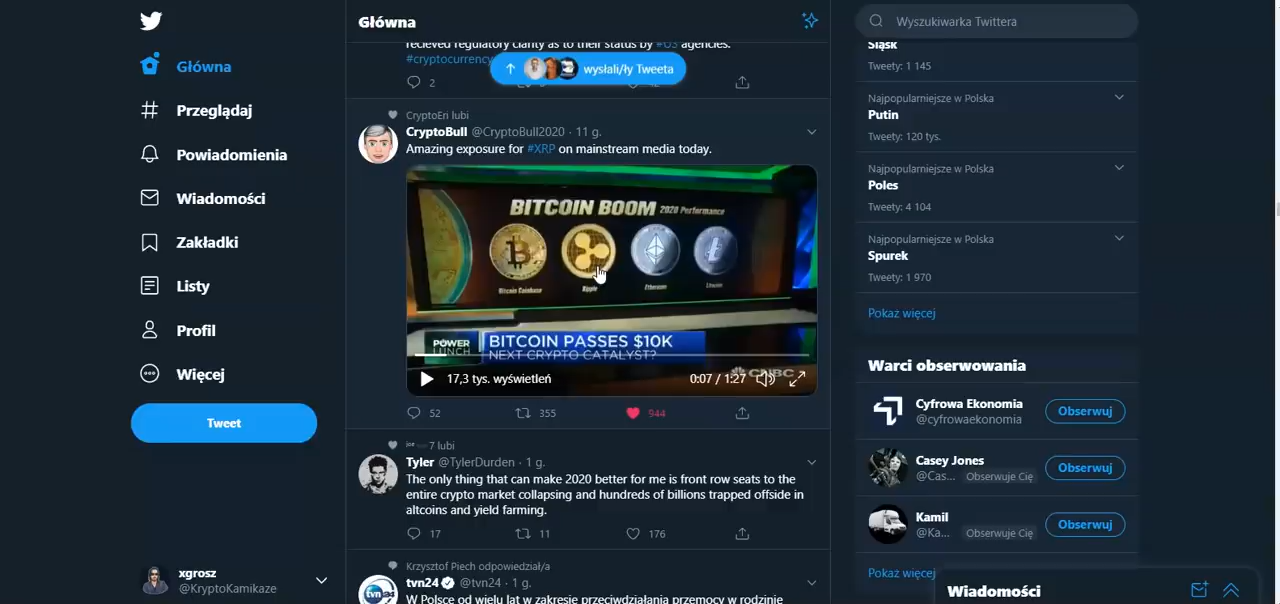 Główna
Przeglądaj
Powiadomienia
Wiadomości
Zakładki
Listy
Profil
Więcej
Tweet
xgrosz
@KryptoKamikaze
Główna
recieved regulatory clarity as to their status by #US agencies.
#cryptocurrency
wysłali/ły Tweeta
2
CryptoEri lubi
CryptoBull @CryptoBull2020 · 11 g.
Amazing exposure for #XRP on mainstream media today.
BITCOIN BOOM 2020 Performance
Bitcoin Coinbase Ripple Ethereum Litecoin
POWER LUNCH
BITCOIN PASSES $10K
NEXT CRYPTO CATALYST?
CNBC
17,3 tys. wyświetleń 0:07 / 1:27
52 355 944
7 lubi
Tyler @TylerDurden · 1 g.
The only thing that can make 2020 better for me is front row seats to the
entire crypto market collapsing and hundreds of billions trapped offside in
altcoins and yield farming.
17 11 176
Krzysztof Piech odpowiedział/a
tvn24 @tvn24 · 1 g.
W Polsce od wielu lat w zakresie przeciwdziałania przemocy w rodzinie
Wyszukiwarka Twittera
Śląsk
Tweety: 1 145
Najpopularniejsze w Polska
Putin
Tweety: 120 tys.
Najpopularniejsze w Polska
Poles
Tweety: 4 104
Najpopularniejsze w Polska
Spurek
Tweety: 1 970
Pokaż więcej
Warci obserwowania
Cyfrowa Ekonomia
@cyfrowaekonomia
Obserwuj
Casey Jones
@Cas... Obserwuje Cię
Obserwuj
Kamil
@Ka... Obserwuje Cię
Obserwuj
Pokaż więcej
Wiadomości